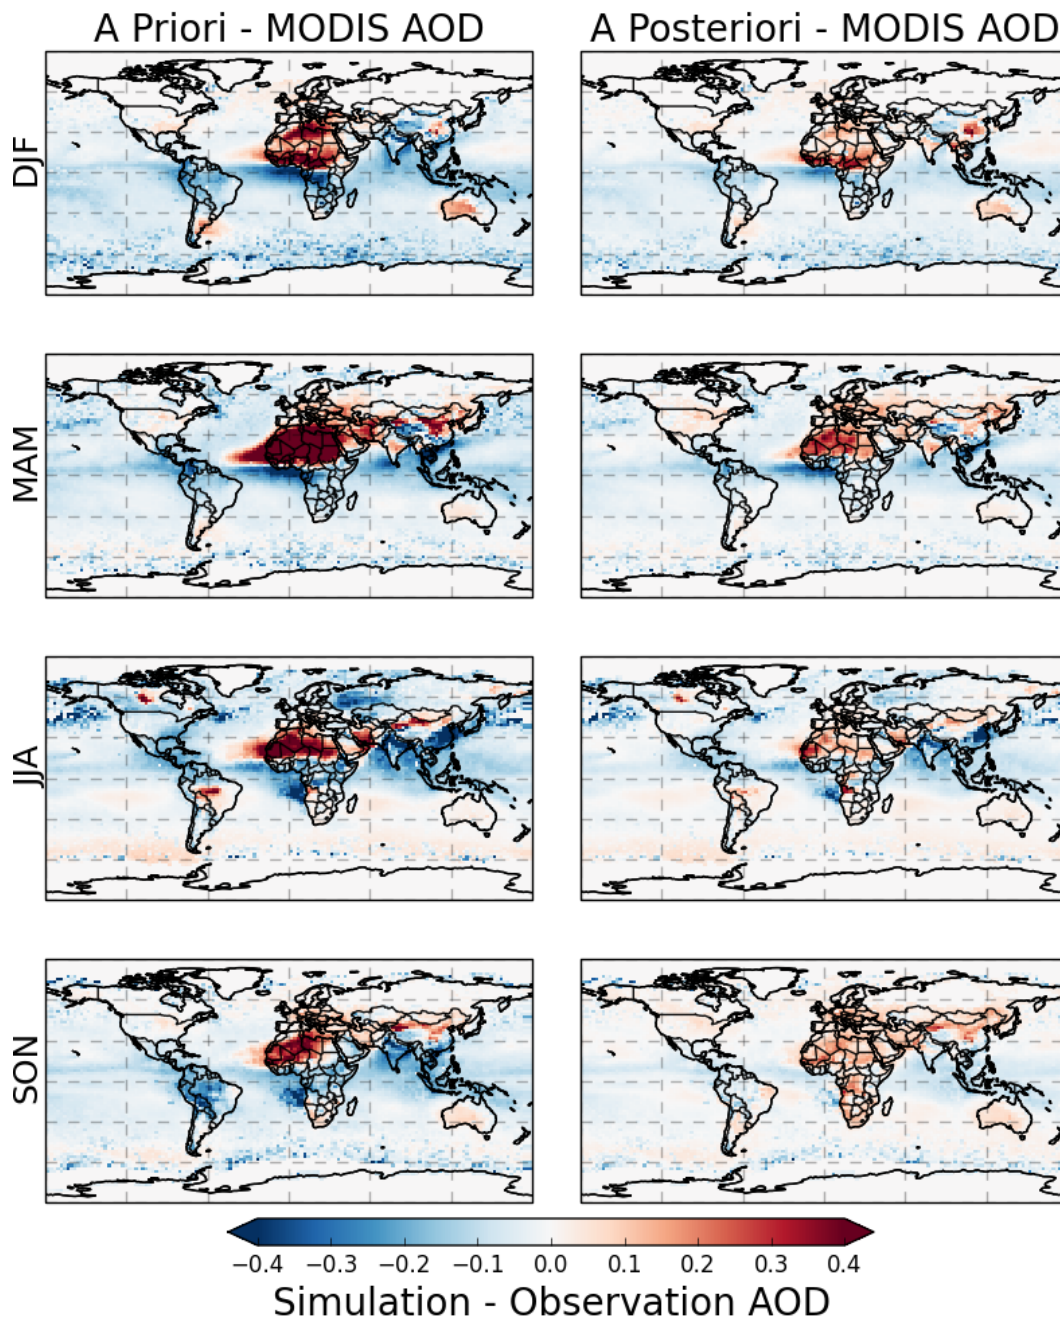 A Priori - MODIS AOD
A Posteriori - MODIS AOD
DJF
MAM
JJA
SON
−0.4 −0.3 −0.2 −0.1 0.0 0.1 0.2 0.3 0.4
Simulation - Observation AOD